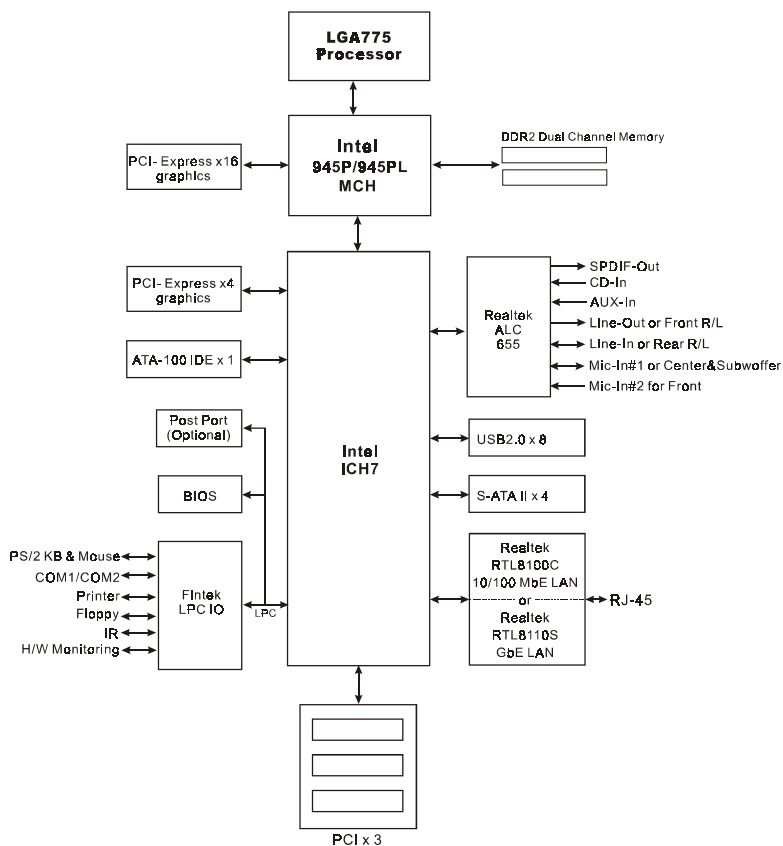 LGA775
Processor
Intel
945P/945PL
MCH
DDR2 Dual Channel Memory
PCI- Express x16
graphics
PCI- Express x4
graphics
ATA-100 IDE x 1
Post Port
(Optional)
BIOS
PS/2 KB & Mouse
COM1/COM2
Printer
Floppy
IR
H/W Monitoring
Fintek
LPC IO
LPC
Intel
ICH7
Realtek
ALC
655
SPDIF-Out
CD-In
AUX-In
Line-Out or Front R/L
Line-In or Rear R/L
Mic-In#1 or Center&Subwoffer
Mic-In#2 for Front
USB2.0 x 8
S-ATA II x 4
Realtek
RTL8100C
10/100 MbE LAN
or
Realtek
RTL8110S
GbE LAN
RJ-45
PCI x 3